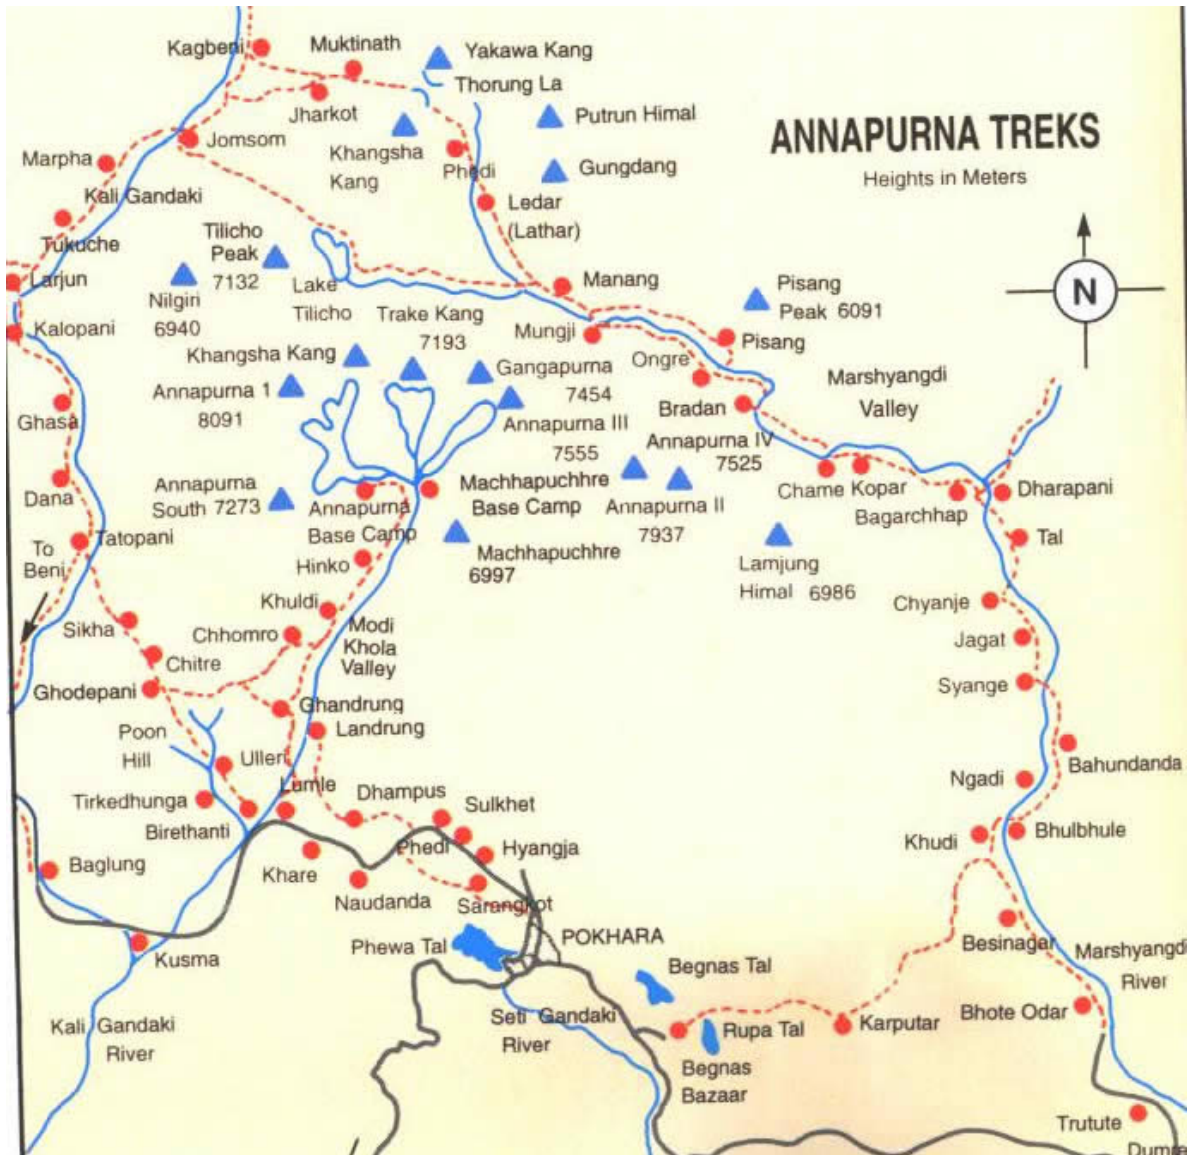 Kagbeni
Muktinath
Yakawa Kang
Thorung La
Jharkot
Putrun Himal
ANNAPURNA TREKS
Heights in Meters
Jomsom
Khangsha
Kang
Phedi
Gungdang
Marpha
Kali Gandaki
Ledar
(Lathar)
Tukuche
Tilicho
Peak
7132
Larjun
Nilgiri
6940
Lake
Tilicho
Manang
Pisang
Peak 6091
N
Kalopani
Trake Kang
7193
Mungji
Pisang
Khangsha Kang
Ongre
Gangapurna
7454
Marshyangdi
Valley
Annapurna 1
8091
Bradan
Ghasa
Annapurna III
7555
Annapurna IV
7525
Dana
Annapurna
South 7273
Annapurna
Base Camp
Machhapuchhre
Base Camp
Annapurna II
7937
Chame Kopar
Bagarchhap
Dharapani
Tatopani
To
Beni
Tal
Hinko
Machhapuchhre
6997
Lamjung
Himal 6986
Khuldi
Chyanje
Sikha
Chhomro
Modi
Khola
Valley
Jagat
Chitre
Ghodepani
Syange
Ghandrung
Poon
Hill
Landrung
Ulleri
Bahundanda
Lumle
Ngadi
Tirkedhunga
Dhampus
Sulkhet
Birethanti
Bhulbhule
Khudi
Phedi
Hyangja
Baglung
Khare
Naudanda
Sarangkot
Kusma
Phewa Tal
POKHARA
Besinagar
Marshyangdi
River
Begnas Tal
Kali Gandaki
River
Seti Gandaki
River
Rupa Tal
Karputar
Bhote Odar
Begnas
Bazaar
Trutute
Dumre